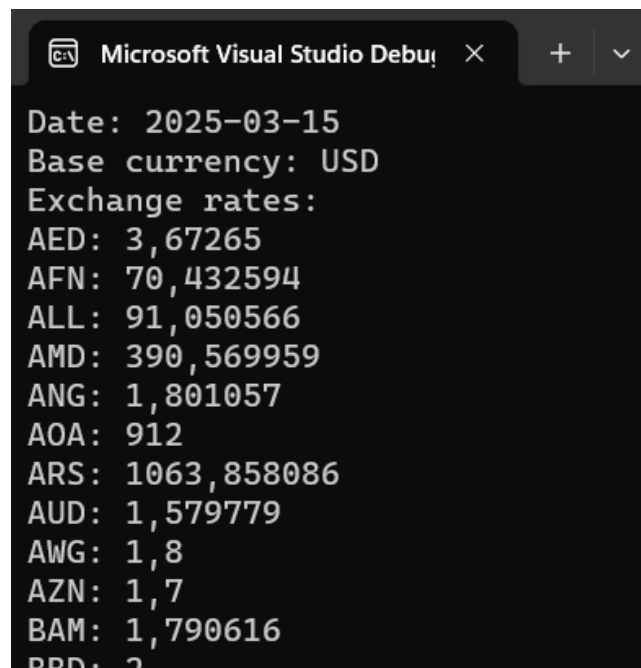 Microsoft Visual Studio Debug
Date: 2025-03-15
Base currency: USD
Exchange rates:
AED: 3,67265
AFN: 70,432594
ALL: 91,050566
AMD: 390,569959
ANG: 1,801057
AOA: 912
ARS: 1063,858086
AUD: 1,579779
AWG: 1,8
AZN: 1,7
BAM: 1,790616